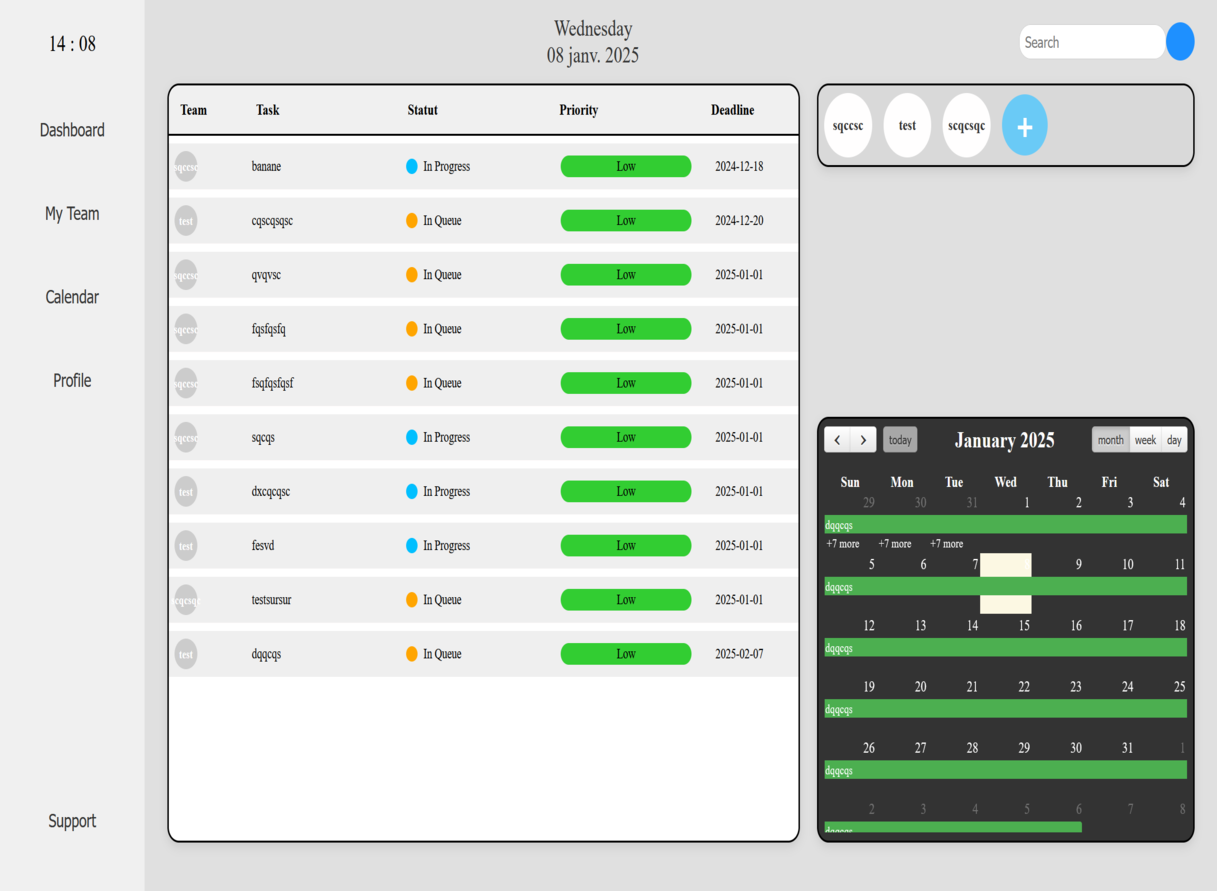 14 : 08
Dashboard
My Team
Calendar
Profile
Support
Wednesday
08 janv. 2025
Search
Team Task Statut Priority Deadline
sqccsc banane In Progress Low 2024-12-18
test cqscqsqsc In Queue Low 2024-12-20
sqccsc qvqvsc In Queue Low 2025-01-01
sqccsc fqsfqsfq In Queue Low 2025-01-01
sqccsc fsqfqsfqsf In Queue Low 2025-01-01
sqccsc sqcqs In Progress Low 2025-01-01
test dxcqcqsc In Progress Low 2025-01-01
test fesvd In Progress Low 2025-01-01
testsursur In Queue Low 2025-01-01
test dqqcqs In Queue Low 2025-02-07
sqccsc test scqcsqc +
today January 2025 month week day
Sun Mon Tue Wed Thu Fri Sat
29 30 31 1 2 3 4
dqqcqs
+7 more +7 more +7 more
5 6 7 9 10 11
dqqcqs
12 13 14 15 16 17 18
dqqcqs
19 20 21 22 23 24 25
dqqcqs
26 27 28 29 30 31 1
dqqcqs
2 3 4 5 6 7 8
dqqcqs